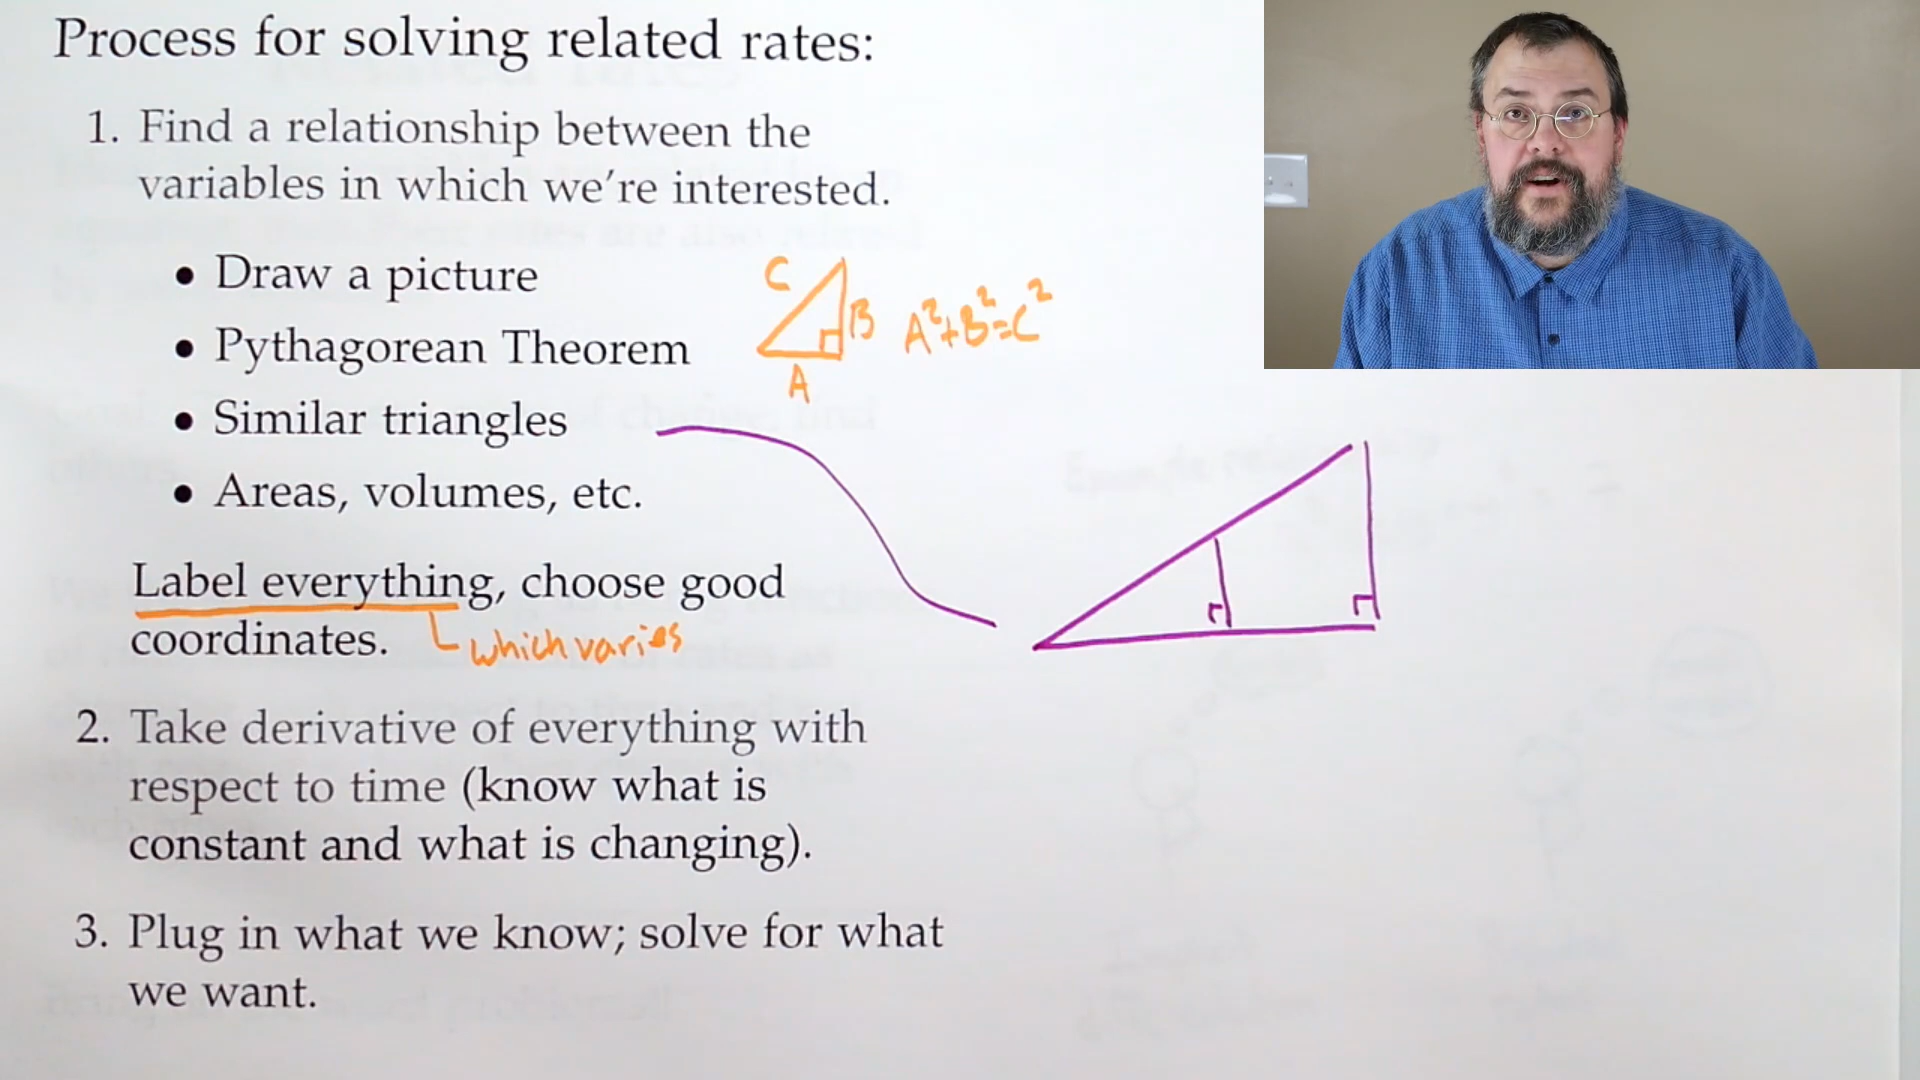 Process for solving related rates:
1. Find a relationship between the
variables in which we're interested.
• Draw a picture
• Pythagorean Theorem
• Similar triangles
• Areas, volumes, etc.
C
B
A
A²+B²=C²
Label everything, choose good
coordinates.
which varies
2. Take derivative of everything with
respect to time (know what is
constant and what is changing).
3. Plug in what we know; solve for what
we want.